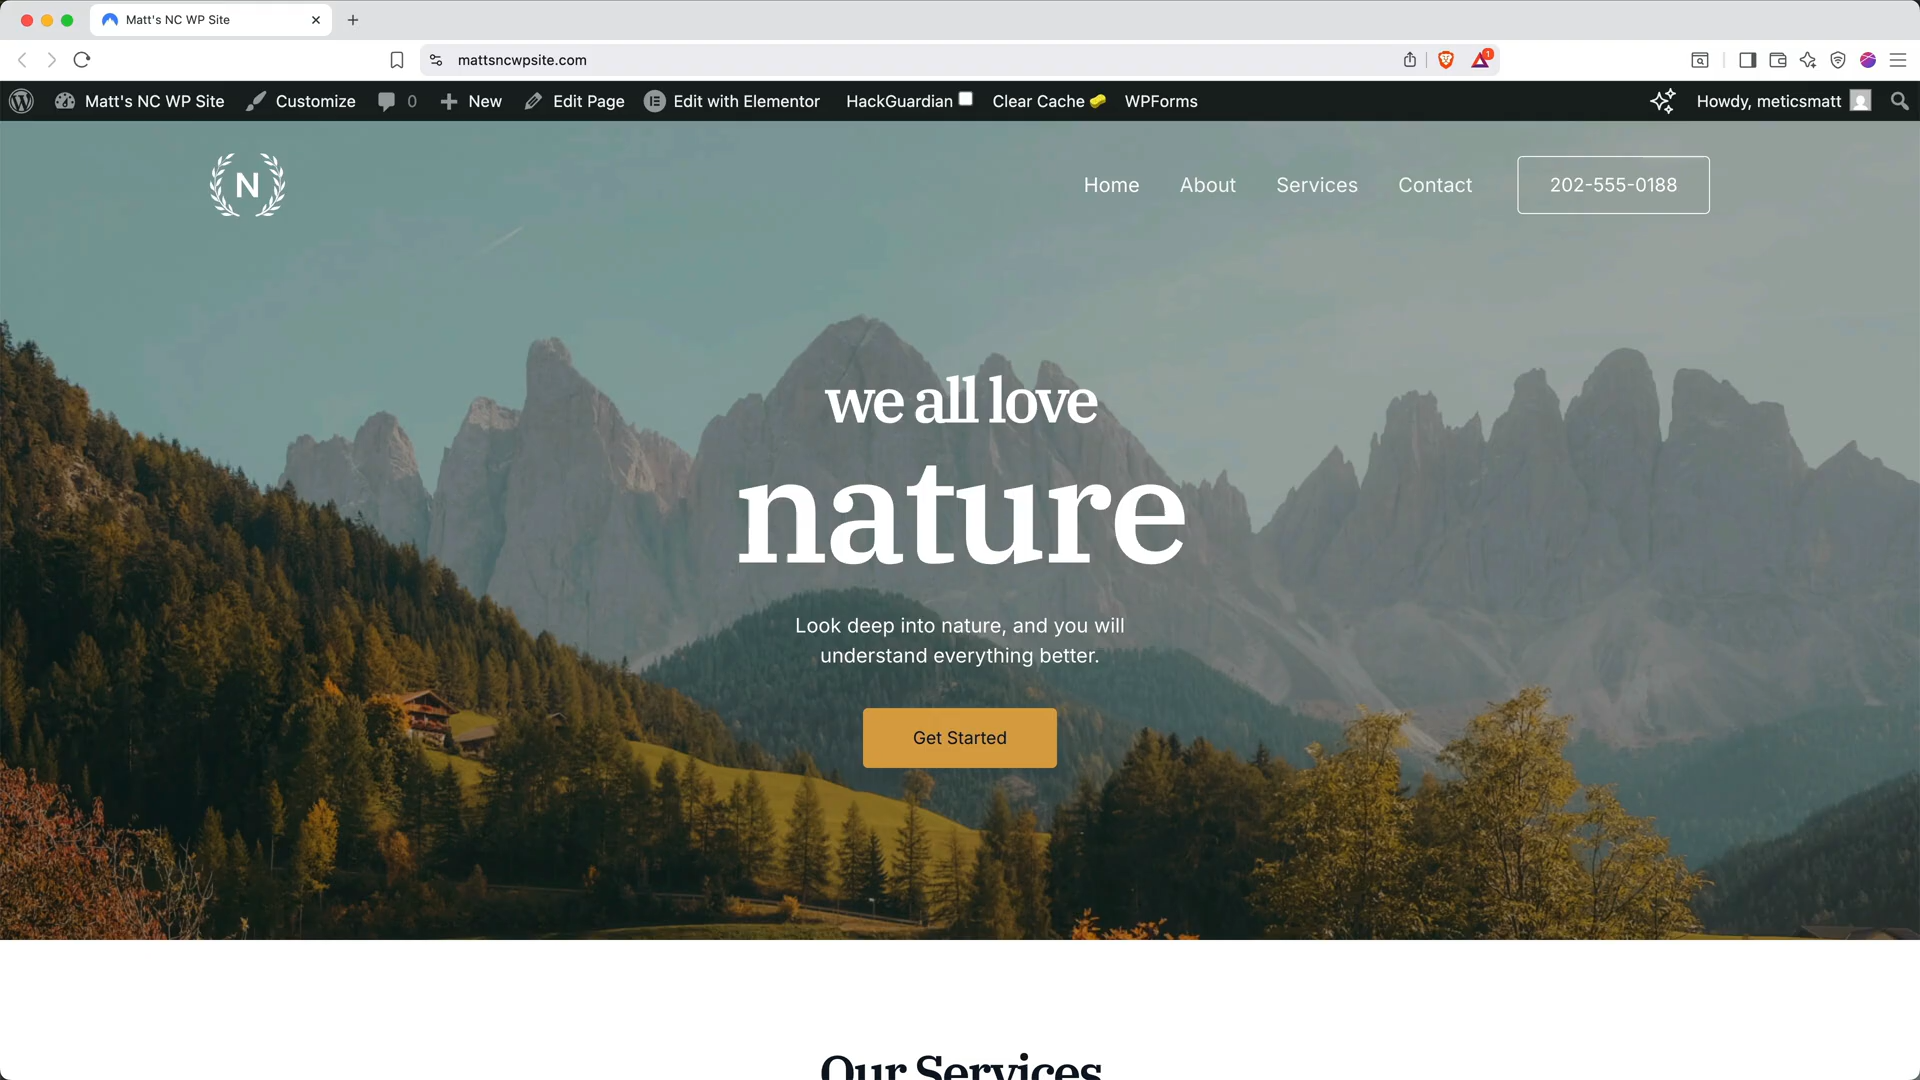 Matt's NC WP Site
mattsncwpsite.com
1
Matt's NC WP Site Customize 0 New Edit Page Edit with Elementor HackGuardian Clear Cache WPForms Howdy, meticsmatt
N
Home About Services Contact 202-555-0188
we all love
nature
Look deep into nature, and you will
understand everything better.
Get Started
Our Services